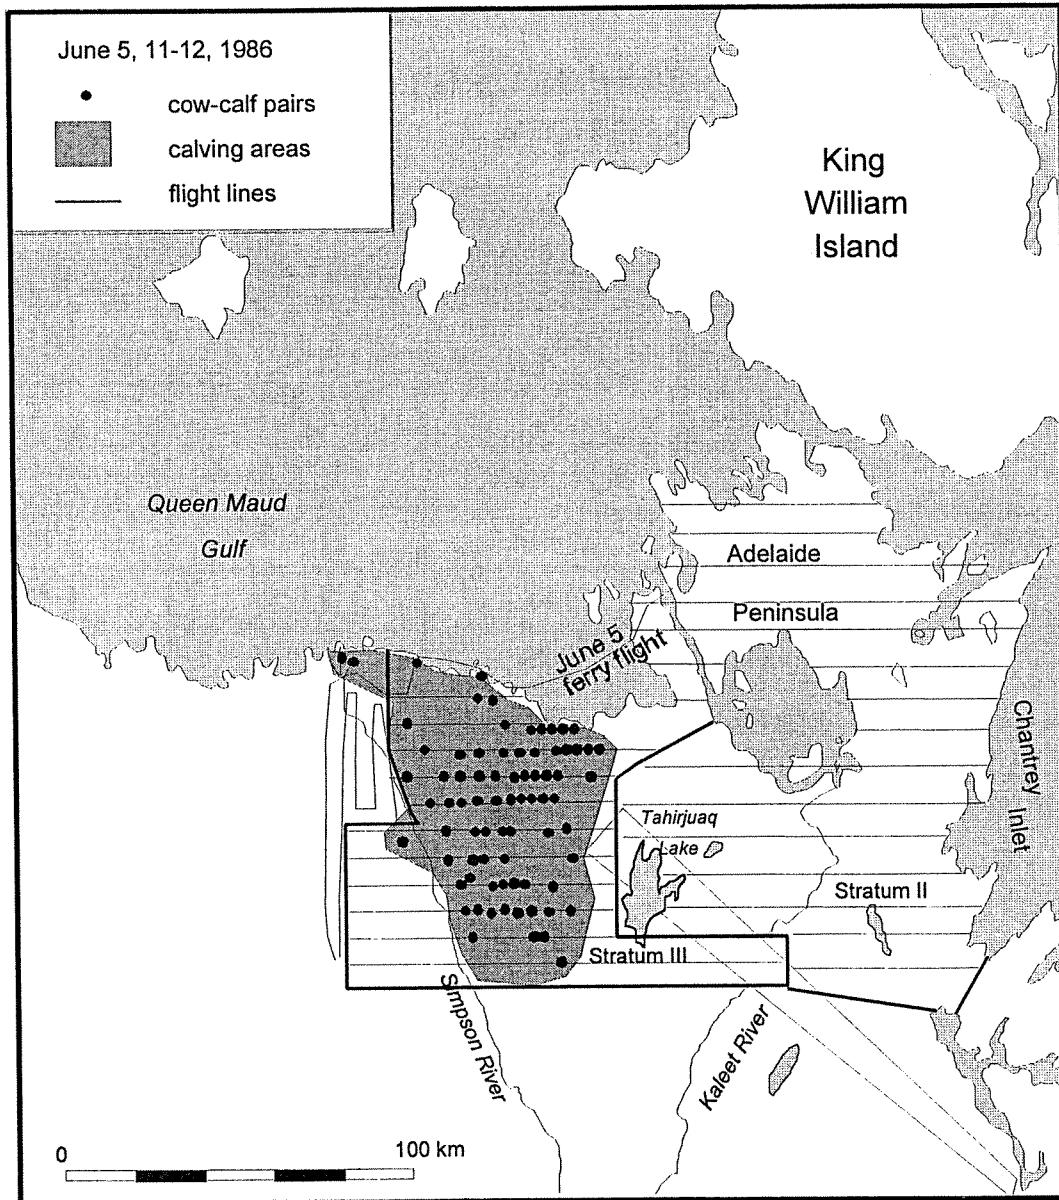 June 5, 11-12, 1986
cow-calf pairs
calving areas
flight lines
King
William
Island
Queen Maud
Gulf
Adelaide
Peninsula
June 5
ferry flight
Chantrey
Inlet
Tahirjuaq
Lake
Stratum II
Stratum III
Simpson River
Kaleet River
0
100 km